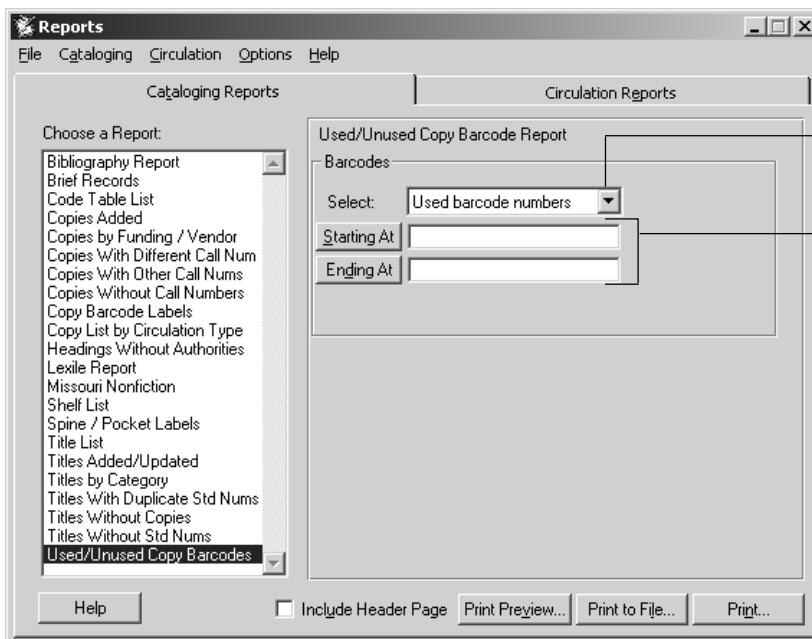 Reports
File Cataloging Circulation Options Help
Cataloging Reports
Circulation Reports
Choose a Report:
Bibliography Report
Brief Records
Code Table List
Copies Added
Copies by Funding / Vendor
Copies With Different Call Num
Copies With Other Call Nums
Copies Without Call Numbers
Copy Barcode Labels
Copy List by Circulation Type
Headings Without Authorities
Lexile Report
Missouri Nonfiction
Shelf List
Spine / Pocket Labels
Title List
Titles Added/Updated
Titles by Category
Titles With Duplicate Std Nums
Titles Without Copies
Titles Without Std Nums
Used/Unused Copy Barcodes
Used/Unused Copy Barcode Report
Barcodes
Select: Used barcode numbers
Starting At
Ending At
Help
Include Header Page
Print Preview...
Print to File...
Print...